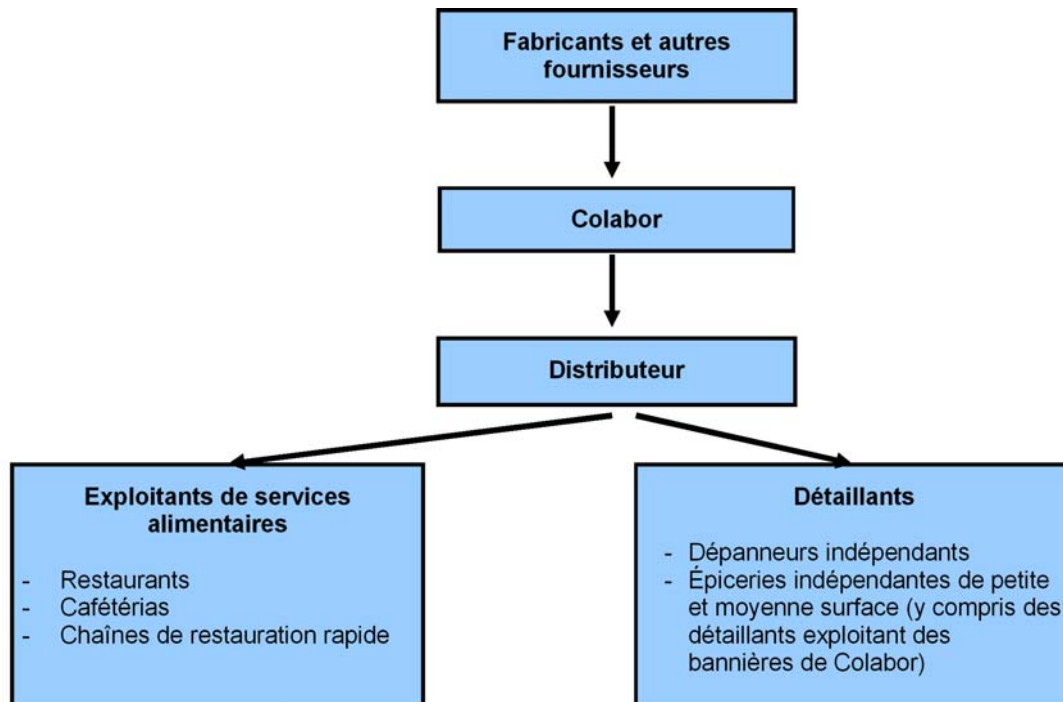 Fabricants et autres
fournisseurs
Colabor
Distributeur
Exploitants de services
alimentaires
- Restaurants
- Cafétérias
- Chaînes de restauration rapide
Détaillants
- Dépanneurs indépendants
- Épiceries indépendantes de petite
et moyenne surface (y compris des
détaillants exploitant des
bannières de Colabor)